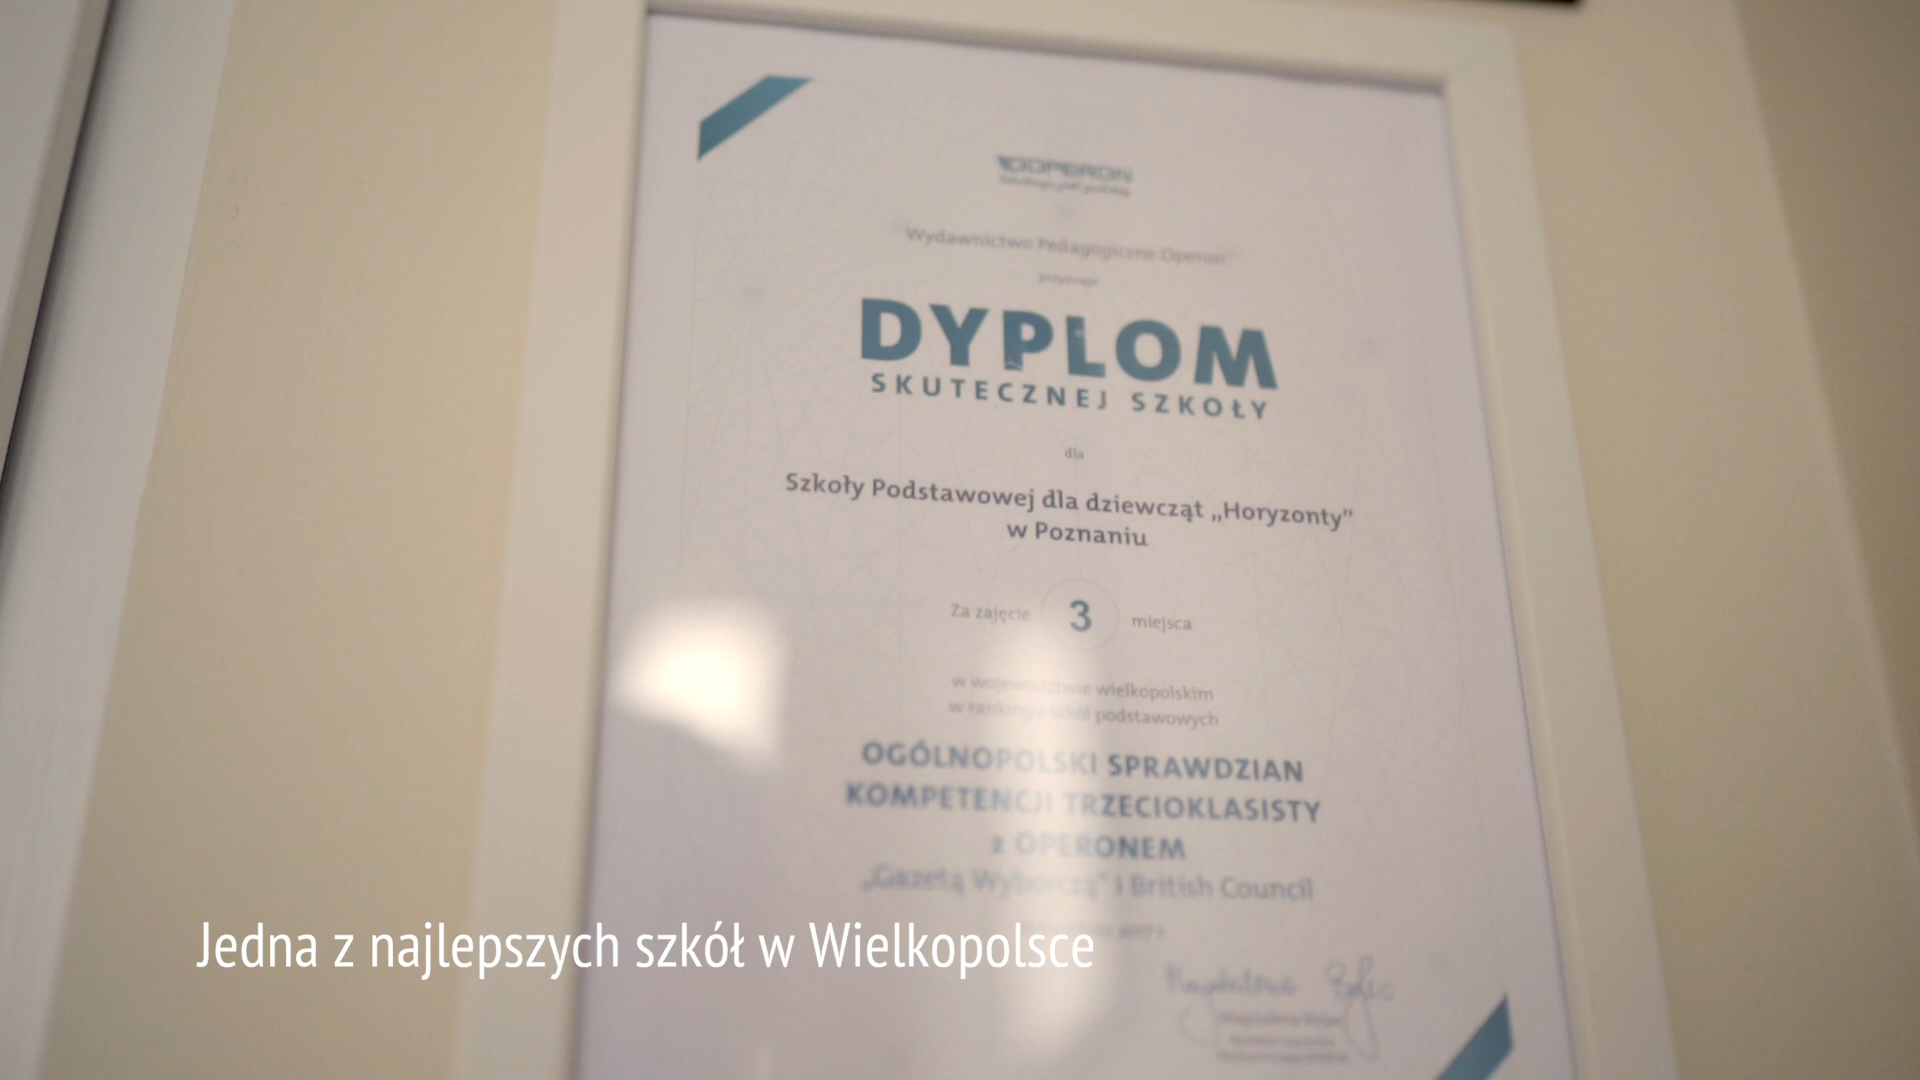 OPERON
Wydawnictwo Pedagogiczne Operon
przyznaje
DYPLOM
SKUTECZNEJ SZKOŁY
dla
Szkoły Podstawowej dla dziewcząt „Horyzonty”
w Poznaniu
Za zajęcie 3 miejsca
w województwie wielkopolskim
w rankingu szkół podstawowych
OGÓLNOPOLSKI SPRAWDZIAN
KOMPETENCJI TRZECIOKLASISTY
z OPERONEM
„Gazetą Wyborczą” i British Council
Jedna z najlepszych szkół w Wielkopolsce